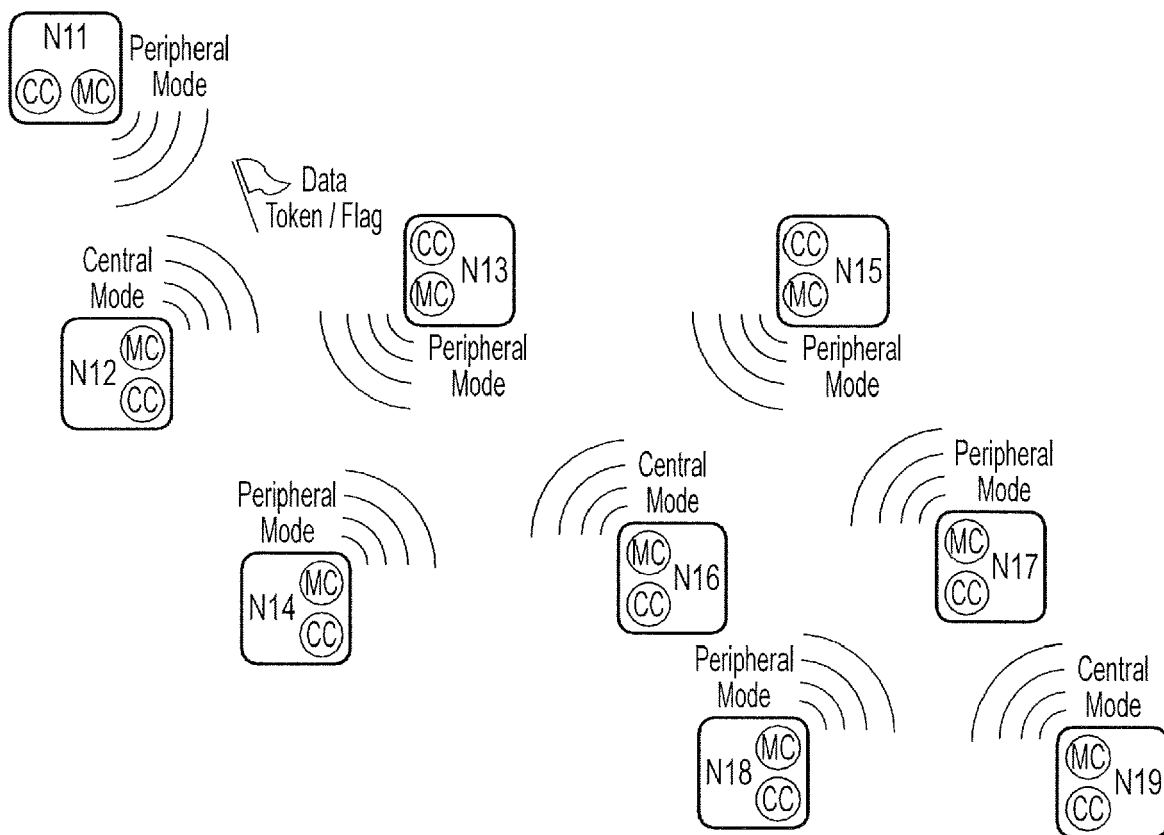 N11
CC MC
Peripheral
Mode
Data
Token / Flag
Central
Mode
MC
N12
CC
CC
N13
MC
Peripheral
Mode
CC
N15
MC
Peripheral
Mode
Peripheral
Mode
MC
N14
CC
Central
Mode
MC
N16
CC
Peripheral
Mode
MC
N17
CC
Peripheral
Mode
MC
N18
CC
Central
Mode
MC
N19
CC